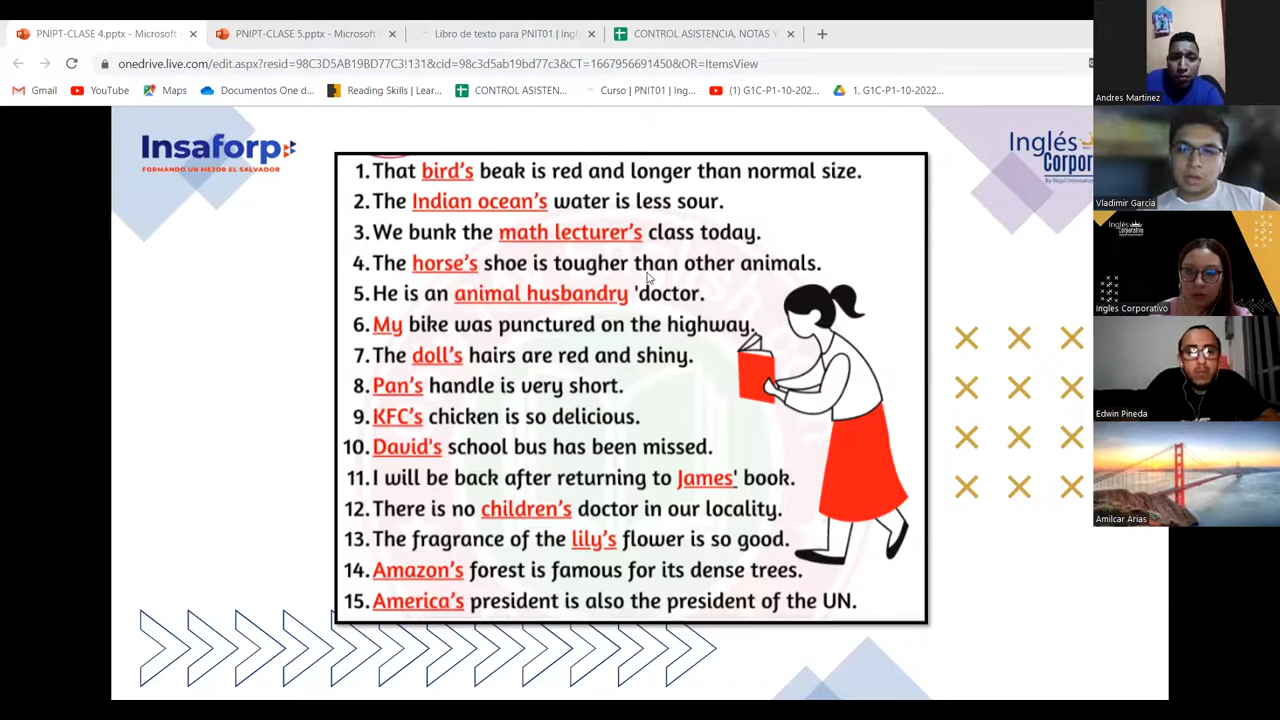 PNIPT-CLASE 4.pptx - Microsoft
PNIPT-CLASE 5.pptx - Microsoft
Libro de texto para PNIT01 | Ingl
CONTROL ASISTENCIA, NOTAS Y
onedrive.live.com/edit.aspx?resid=98C3D5AB19BD77C3!131&cid=98c3d5ab19bd77c3&CT=1667956691450&OR=ItemsView
Gmail
YouTube
Maps
Documentos One d...
Reading Skills | Lear...
CONTROL ASISTEN...
Curso | PNIT01 | Ing...
(1) G1C-P1-10-202...
1. G1C-P1-10-2022...
Insaforp
FORMANDO UN MEJOR EL SALVADOR
Inglés
Corpor
1. That bird's beak is red and longer than normal size.
2. The Indian ocean's water is less sour.
3. We bunk the math lecturer's class today.
4. The horse's shoe is tougher than other animals.
5. He is an animal husbandry 'doctor.
6. My bike was punctured on the highway.
7. The doll's hairs are red and shiny.
8. Pan's handle is very short.
9. KFC's chicken is so delicious.
10. David's school bus has been missed.
11. I will be back after returning to James' book.
12. There is no children's doctor in our locality.
13. The fragrance of the lily's flower is so good.
14. Amazon's forest is famous for its dense trees.
15. America's president is also the president of the UN.
Andres Martinez
Vladimir Garcia
Ingles Corporativo
Edwin Pineda
Amilcar Arias